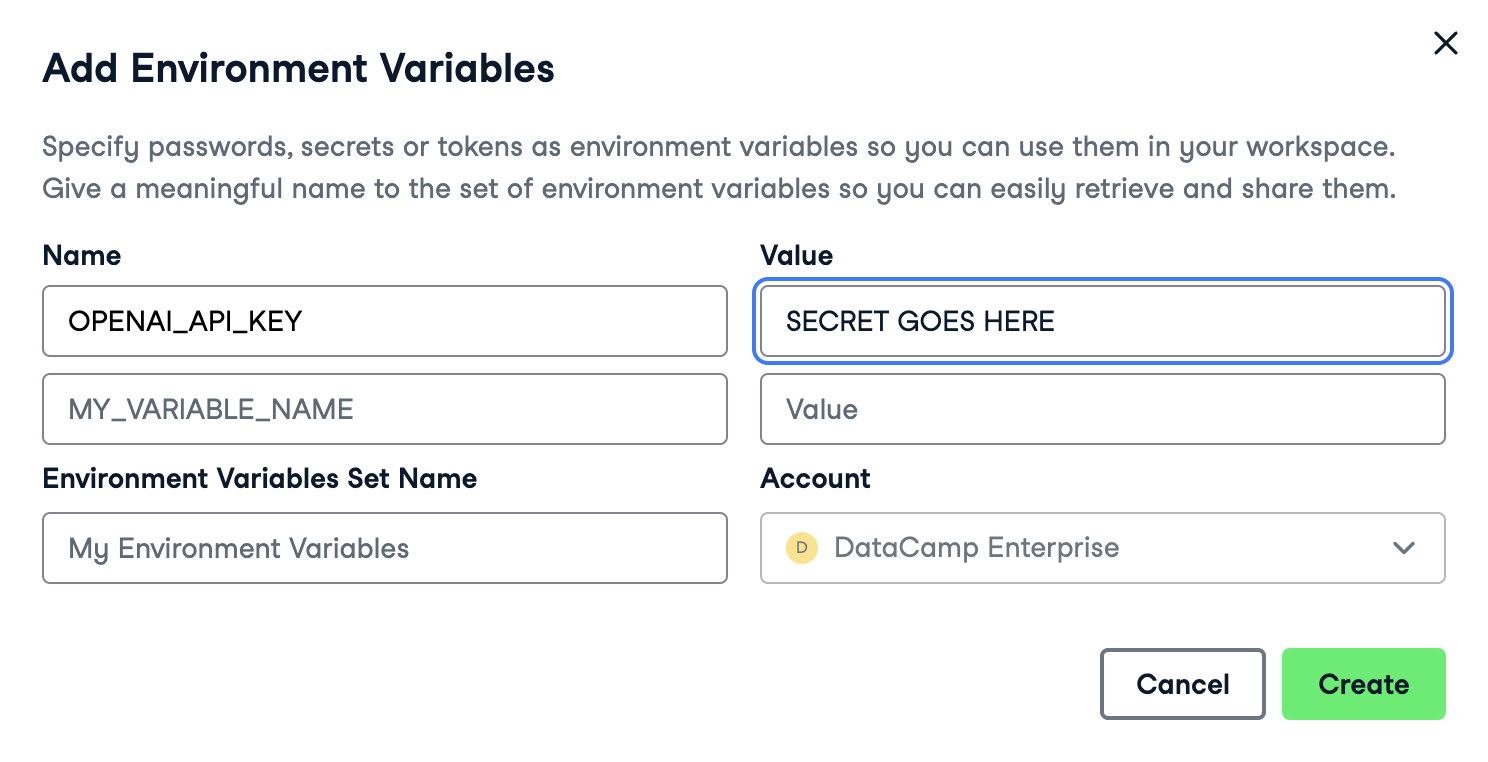 Add Environment Variables
Specify passwords, secrets or tokens as environment variables so you can use them in your workspace.
Give a meaningful name to the set of environment variables so you can easily retrieve and share them.
Name
Value
OPENAI_API_KEY
SECRET GOES HERE
MY_VARIABLE_NAME
Value
Environment Variables Set Name
Account
My Environment Variables
D DataCamp Enterprise
Cancel
Create